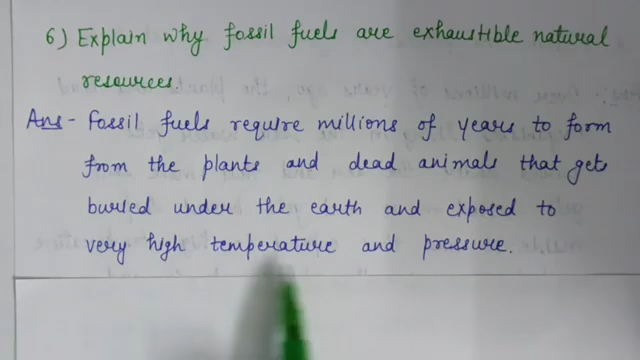 6) Explain why fossil fuels are exhaustible natural
resources.
Ans- Fossil fuels require millions of years to form
from the plants and dead animals that gets
buried under the earth and exposed to
very high temperature and pressure.